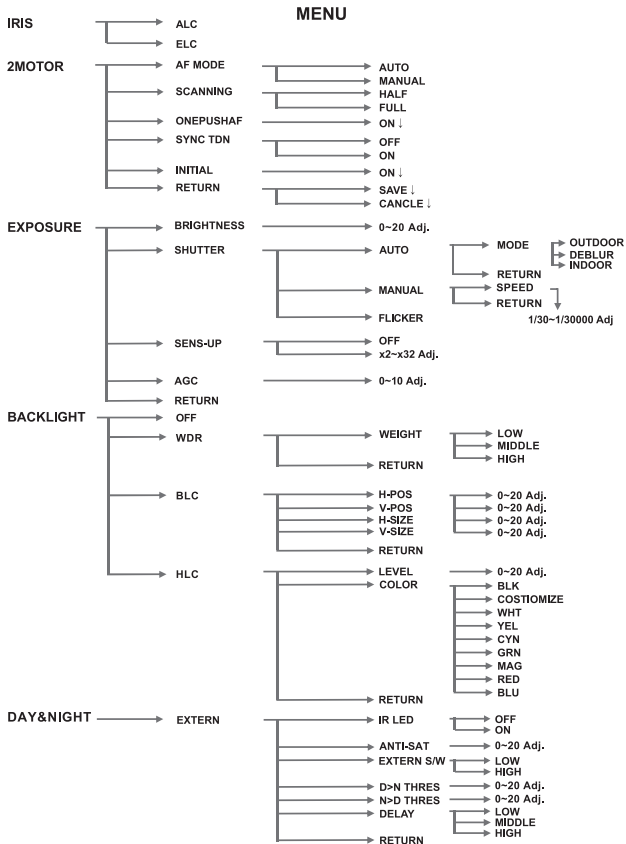 MENU
IRIS
ALC
ELC
2MOTOR
AF MODE
AUTO
MANUAL
SCANNING
HALF
FULL
ONEPUSHAF
ON ↓
SYNC TDN
OFF
ON
INITIAL
ON ↓
RETURN
SAVE ↓
CANCLE ↓
EXPOSURE
BRIGHTNESS
0~20 Adj.
SHUTTER
AUTO
MODE
OUTDOOR
DEBLUR
INDOOR
RETURN
MANUAL
SPEED
RETURN
1/30~1/30000 Adj
FLICKER
SENS-UP
OFF
x2~x32 Adj.
AGC
0~10 Adj.
RETURN
BACKLIGHT
OFF
WDR
WEIGHT
LOW
MIDDLE
HIGH
RETURN
BLC
H-POS
0~20 Adj.
V-POS
0~20 Adj.
H-SIZE
0~20 Adj.
V-SIZE
0~20 Adj.
RETURN
HLC
LEVEL
0~20 Adj.
COLOR
BLK
COSTIOMIZE
WHT
YEL
CYN
GRN
MAG
RED
BLU
RETURN
DAY&NIGHT
EXTERN
IR LED
OFF
ON
ANTI-SAT
0~20 Adj.
EXTERN S/W
LOW
HIGH
D>N THRES
0~20 Adj.
N>D THRES
0~20 Adj.
DELAY
LOW
MIDDLE
HIGH
RETURN